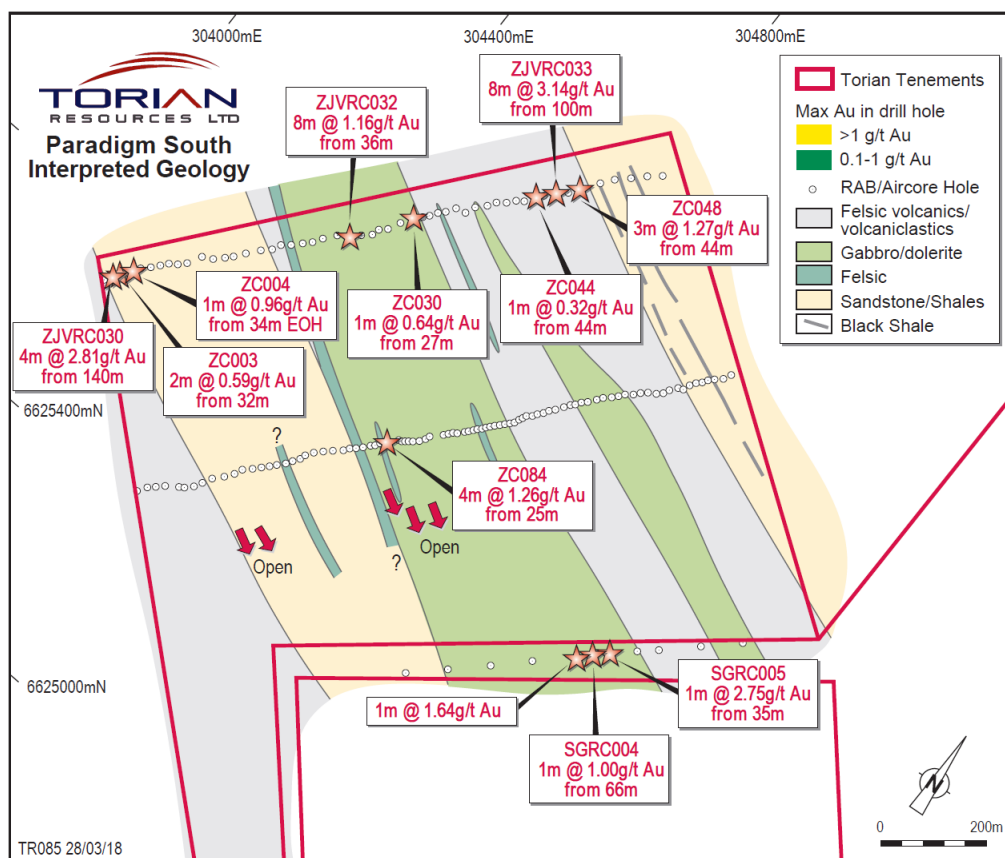 304000mE
304400mE
304800mE
TORIAN
RESOURCES LTD
Paradigm South
Interpreted Geology
ZJVRC032
8m @ 1.16g/t Au
from 36m
ZJVRC033
8m @ 3.14g/t Au
from 100m
Torian Tenements
Max Au in drill hole
>1 g/t Au
0.1-1 g/t Au
RAB/Aircore Hole
Felsic volcanics/
volcaniclastics
Gabbro/dolerite
Felsic
Sandstone/Shales
Black Shale
ZC048
3m @ 1.27g/t Au
from 44m
ZC004
1m @ 0.96g/t Au
from 34m EOH
ZC030
1m @ 0.64g/t Au
from 27m
ZC044
1m @ 0.32g/t Au
from 44m
ZJVRC030
4m @ 2.81g/t Au
from 140m
ZC003
2m @ 0.59g/t Au
from 32m
6625400mN
?
ZC084
4m @ 1.26g/t Au
from 25m
Open
Open
?
6625000mN
1m @ 1.64g/t Au
SGRC005
1m @ 2.75g/t Au
from 35m
SGRC004
1m @ 1.00g/t Au
from 66m
N
0
200m
TR085 28/03/18